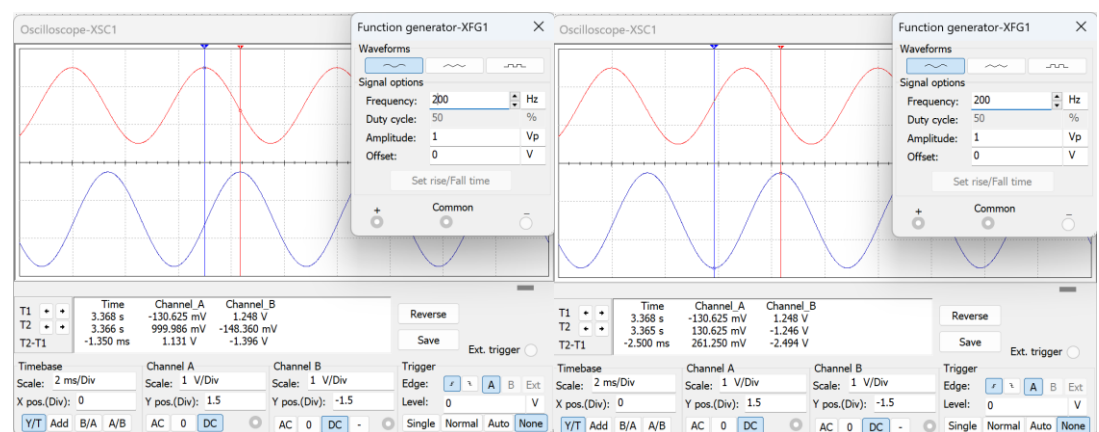 Oscilloscope-XSC1
Function generator-XFG1
Waveforms
Signal options
Frequency: 200 Hz
Duty cycle: 50 %
Amplitude: 1 Vp
Offset: 0 V
Set rise/Fall time
+ Common −
Time Channel_A Channel_B
T1 3.368 s -130.625 mV 1.248 V
T2 3.366 s 999.986 mV -148.360 mV
T2-T1 -1.350 ms 1.131 V -1.396 V
Reverse
Save
Ext. trigger
Timebase Channel A Channel B Trigger
Scale: 2 ms/Div Scale: 1 V/Div Scale: 1 V/Div Edge: A B Ext
X pos.(Div): 0 Y pos.(Div): 1.5 Y pos.(Div): -1.5 Level: 0 V
Y/T Add B/A A/B AC 0 DC AC 0 DC - Single Normal Auto None
Oscilloscope-XSC1
Function generator-XFG1
Waveforms
Signal options
Frequency: 200 Hz
Duty cycle: 50 %
Amplitude: 1 Vp
Offset: 0 V
Set rise/Fall time
+ Common −
Time Channel_A Channel_B
T1 3.368 s -130.625 mV 1.248 V
T2 3.365 s 130.625 mV -1.246 V
T2-T1 -2.500 ms 261.250 mV -2.494 V
Reverse
Save
Ext. trigger
Timebase Channel A Channel B Trigger
Scale: 2 ms/Div Scale: 1 V/Div Scale: 1 V/Div Edge: A B Ext
X pos.(Div): 0 Y pos.(Div): 1.5 Y pos.(Div): -1.5 Level: 0 V
Y/T Add B/A A/B AC 0 DC AC 0 DC - Single Normal Auto None